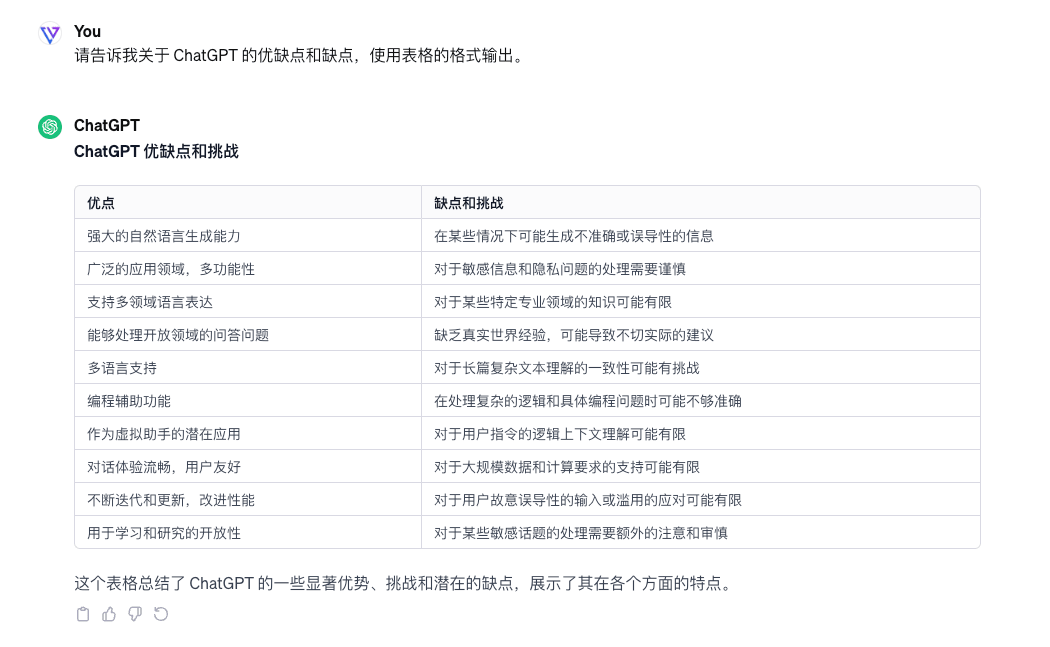 You
请告诉我关于 ChatGPT 的优缺点和缺点，使用表格的格式输出。
ChatGPT
ChatGPT 优缺点和挑战
优点 缺点和挑战
强大的自然语言生成能力 在某些情况下可能生成不准确或误导性的信息
广泛的应用领域，多功能性 对于敏感信息和隐私问题的处理需要谨慎
支持多领域语言表达 对于某些特定专业领域的知识可能有限
能够处理开放领域的问答问题 缺乏真实世界经验，可能导致不切实际的建议
多语言支持 对于长篇复杂文本理解的一致性可能有挑战
编程辅助功能 在处理复杂的逻辑和具体编程问题时可能不够准确
作为虚拟助手的潜在应用 对于用户指令的逻辑上下文理解可能有限
对话体验流畅，用户友好 对于大规模数据和计算要求的支持可能有限
不断迭代和更新，改进性能 对于用户故意误导性的输入或滥用的应对可能有限
用于学习和研究的开放性 对于某些敏感话题的处理需要额外的注意和审慎
这个表格总结了 ChatGPT 的一些显著优势、挑战和潜在的缺点，展示了其在各个方面的特点。